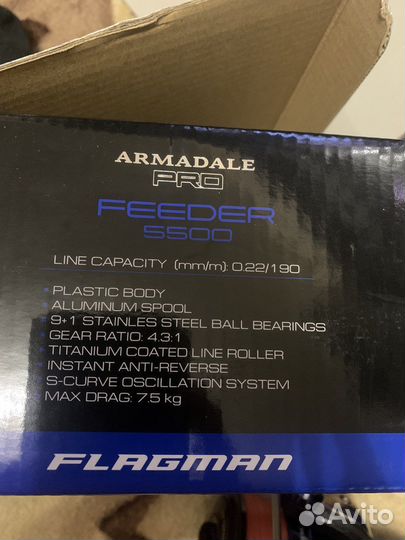 ARMADALE
PRO
FEEDER
5500
LINE CAPACITY (mm/m): 0.22/190
• PLASTIC BODY
• ALUMINUM SPOOL
• 9+1 STAINLESS STEEL BALL BEARINGS
• GEAR RATIO: 4.3:1
• TITANIUM COATED LINE ROLLER
• INSTANT ANTI-REVERSE
• S-CURVE OSCILLATION SYSTEM
• MAX DRAG: 7.5 kg
FLAGMAN
Avito